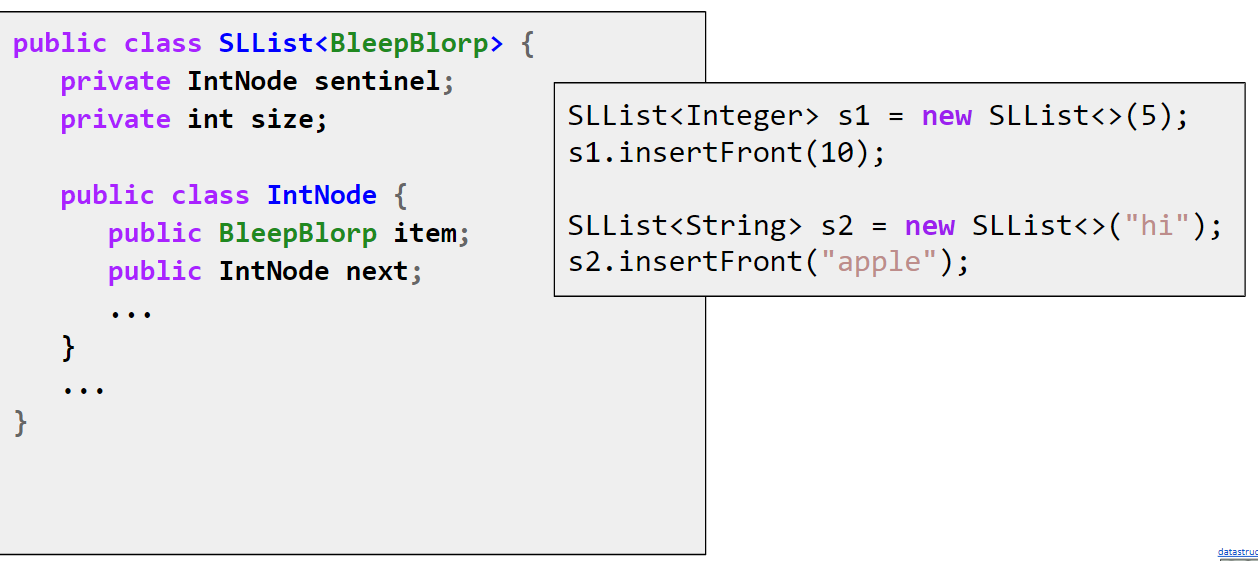 public class SLList<BleepBlorp> {
   private IntNode sentinel;
   private int size;

   public class IntNode {
      public BleepBlorp item;
      public IntNode next;
      ...
   }
   ...
}
SLList<Integer> s1 = new SLList<>(5);
s1.insertFront(10);

SLList<String> s2 = new SLList<>("hi");
s2.insertFront("apple");
datastruc